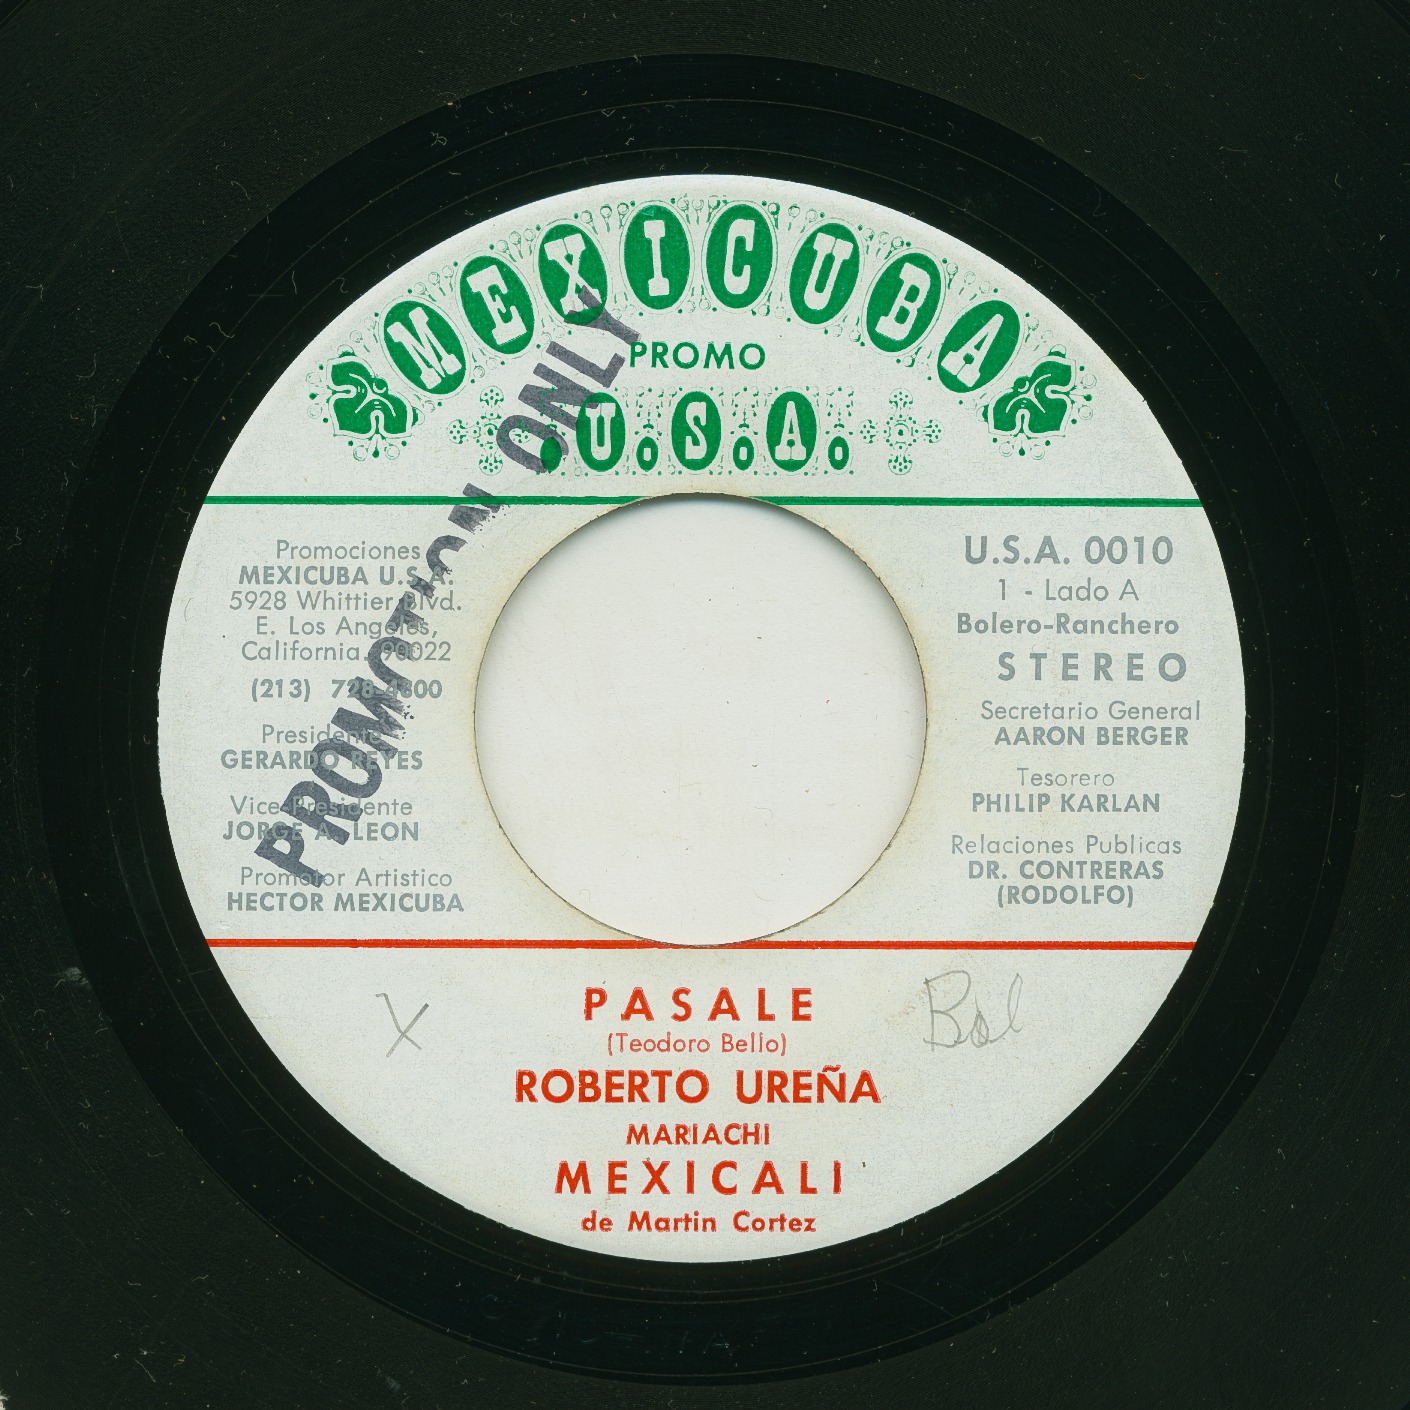 MEXICUBA
PROMO
U.S.A.
PROMOTION ONLY
Promociones
MEXICUBA U.S.A.
5928 Whittier Blvd.
E. Los Angeles,
California. 90022
(213) 728-4800
Presidente
GERARDO REYES
Vice-Presidente
JORGE A. LEON
Promotor Artistico
HECTOR MEXICUBA
U.S.A. 0010
1 - Lado A
Bolero-Ranchero
STEREO
Secretario General
AARON BERGER
Tesorero
PHILIP KARLAN
Relaciones Publicas
DR. CONTRERAS
(RODOLFO)
X
Bol
PASALE
(Teodoro Bello)
ROBERTO UREÑA
MARIACHI
MEXICALI
de Martin Cortez